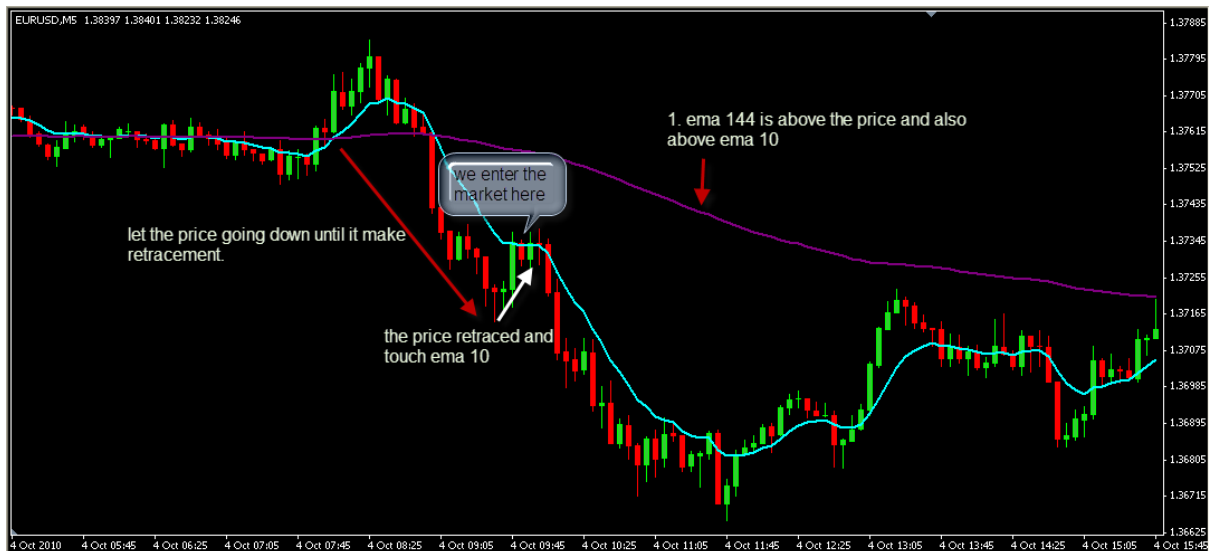 EURUSD,M5 1.38397 1.38401 1.38232 1.38246
1.37885
1.37795
1.37705
1. ema 144 is above the price and also
above ema 10
1.37615
1.37525
we enter the
market here
1.37435
let the price going down until it make
retracement.
1.37345
1.37255
1.37165
the price retraced and
touch ema 10
1.37075
1.36985
1.36895
1.36805
1.36715
1.36625
4 Oct 2010 4 Oct 05:45 4 Oct 06:25 4 Oct 07:05 4 Oct 07:45 4 Oct 08:25 4 Oct 09:05 4 Oct 09:45 4 Oct 10:25 4 Oct 11:05 4 Oct 11:45 4 Oct 12:25 4 Oct 13:05 4 Oct 13:45 4 Oct 14:25 4 Oct 15:05 4 Oct 15:45